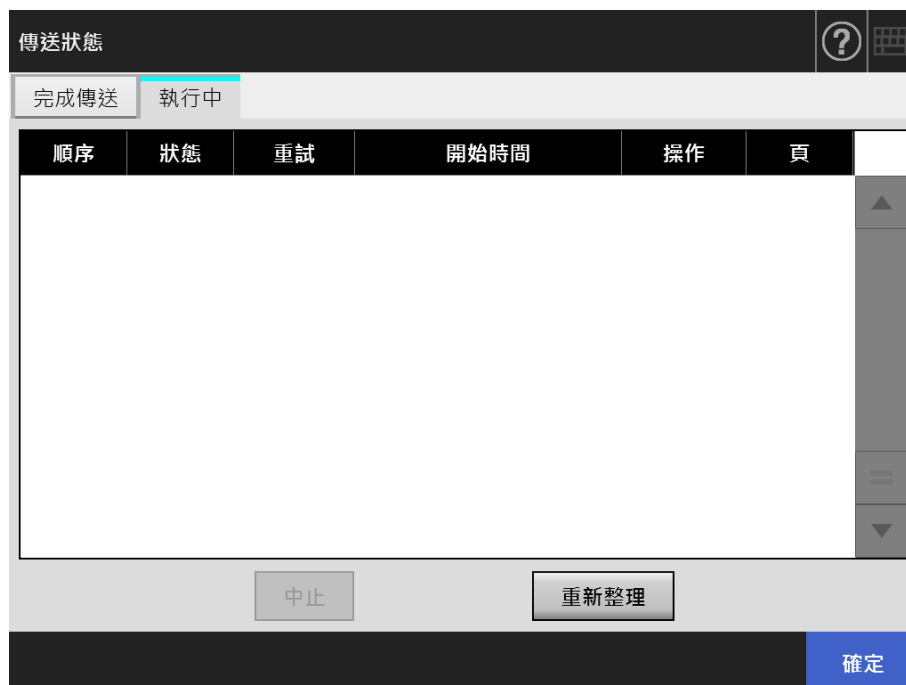 傳送狀態
完成傳送 執行中
順序 狀態 重試 開始時間 操作 頁
中止 重新整理
確定